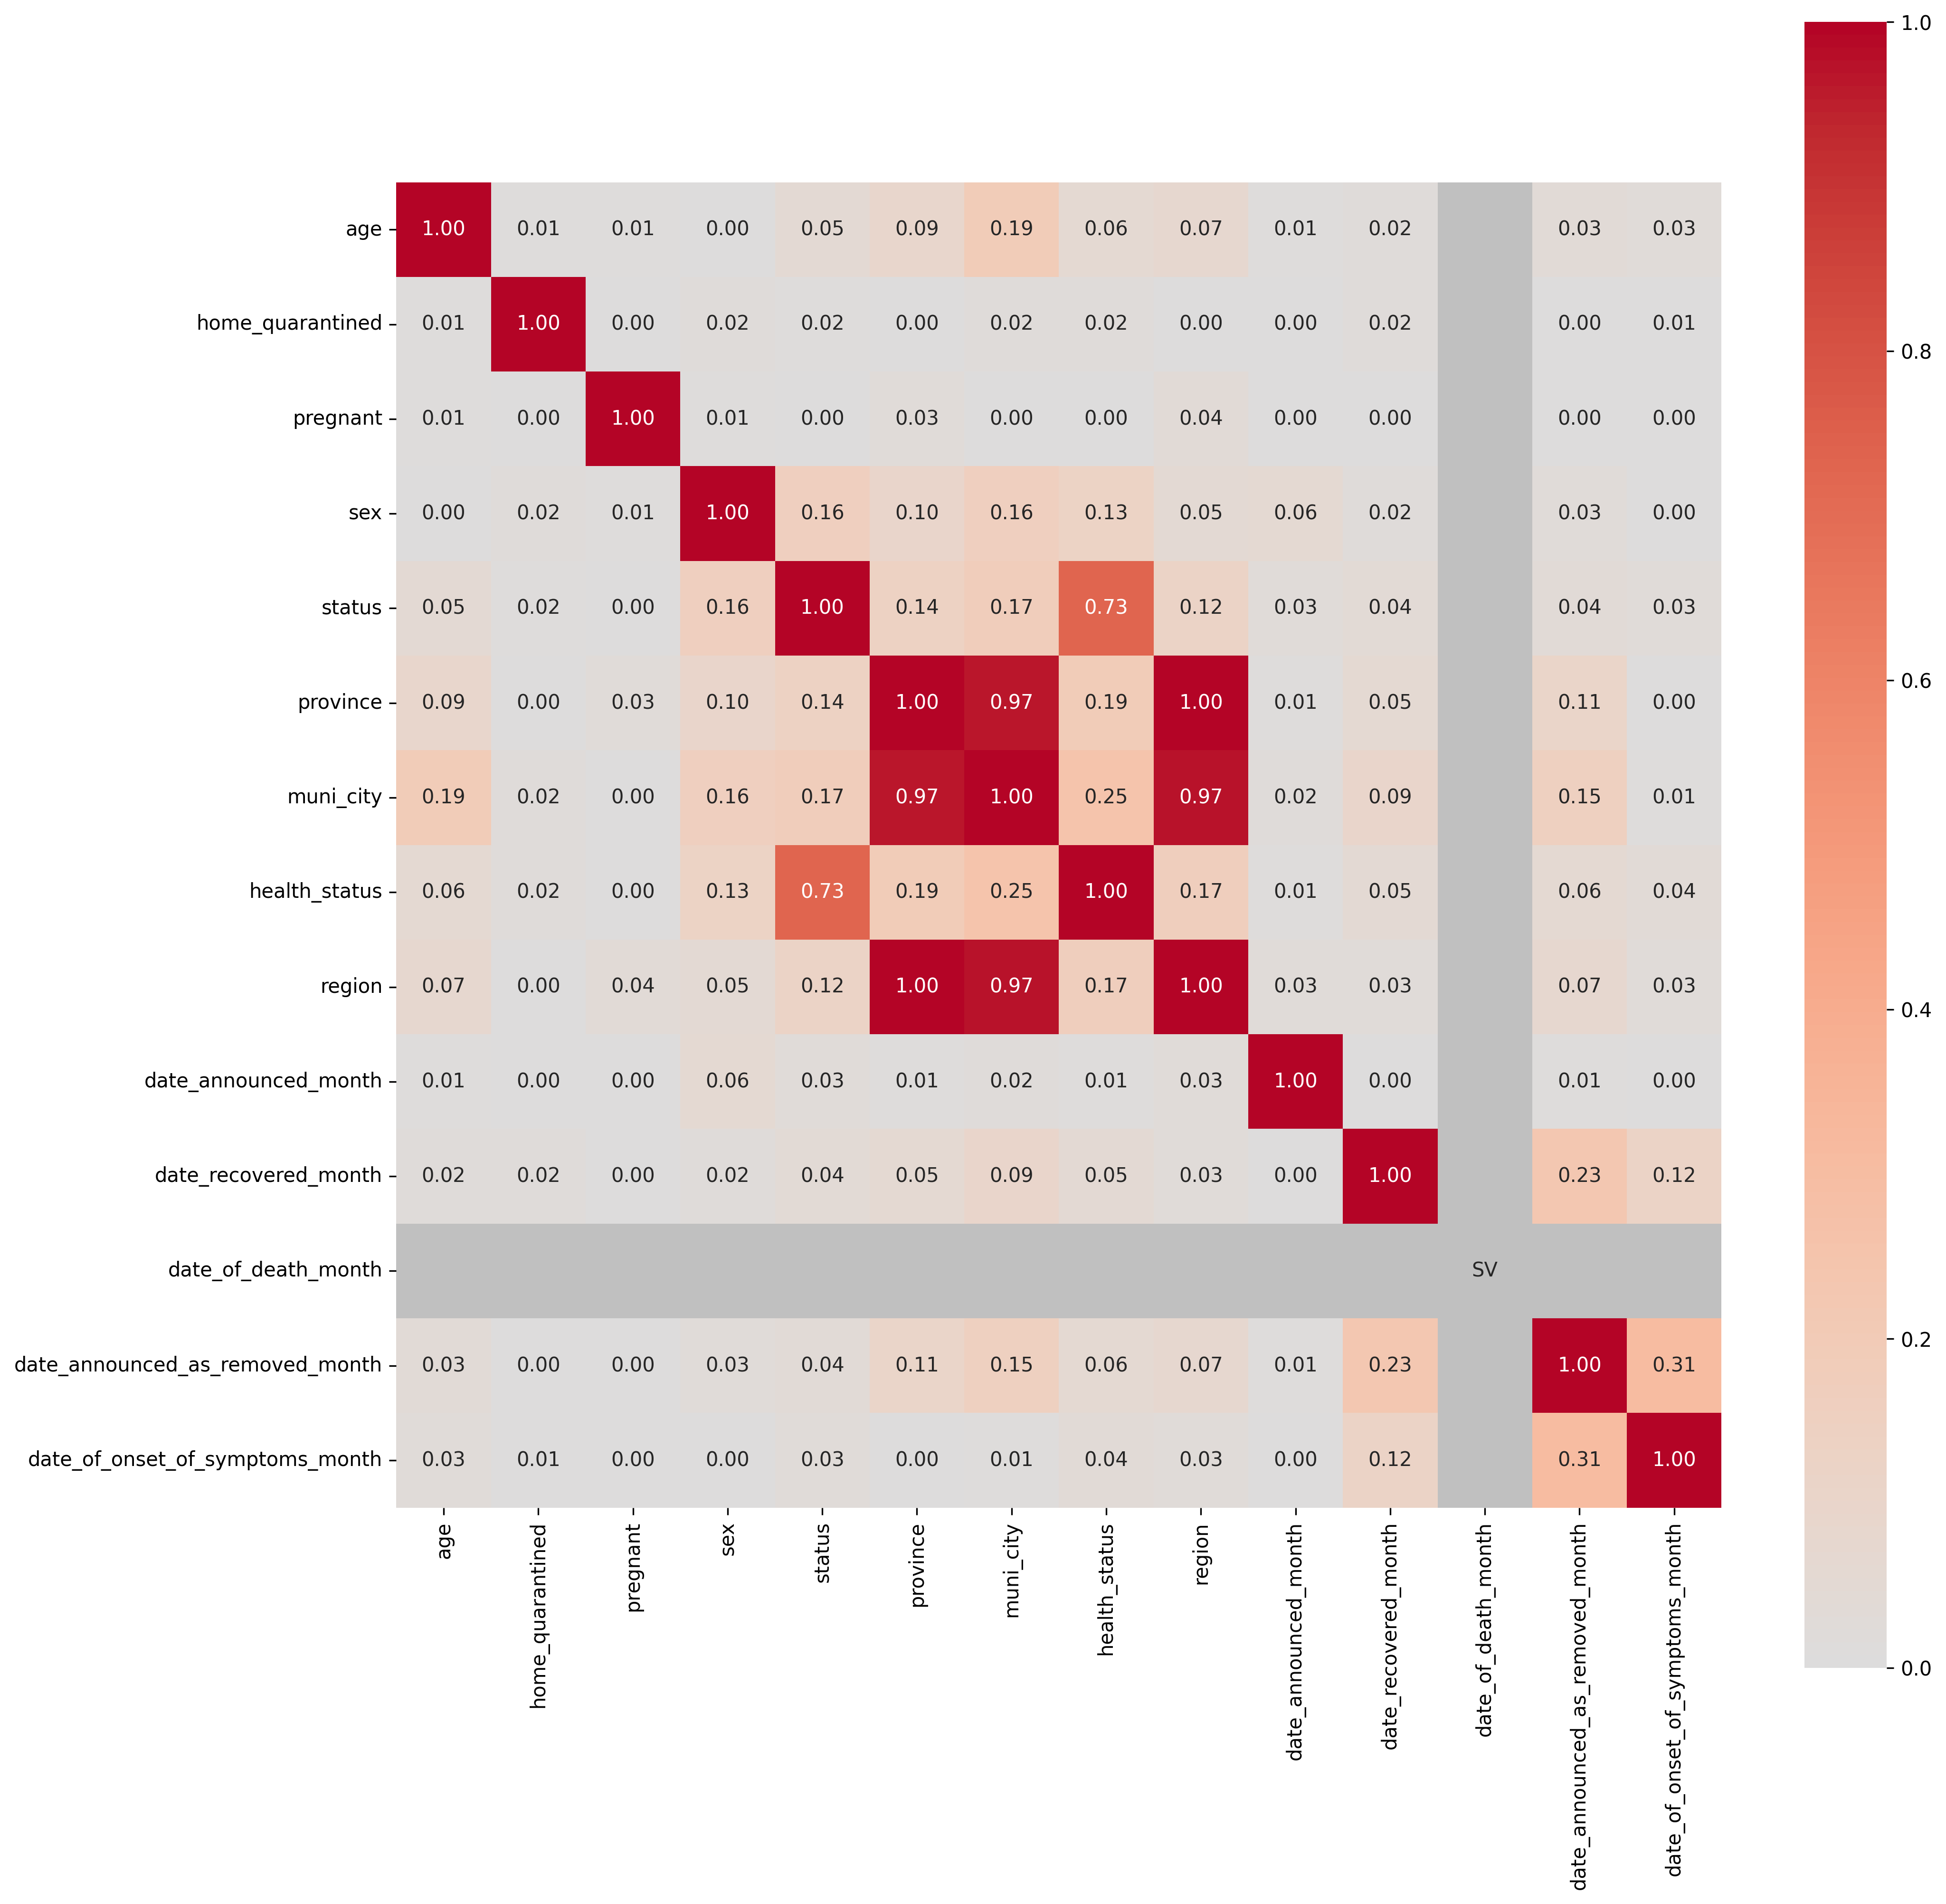 1.0
age 1.00 0.01 0.01 0.00 0.05 0.09 0.19 0.06 0.07 0.01 0.02 0.03 0.03
home_quarantined 0.01 1.00 0.00 0.02 0.02 0.00 0.02 0.02 0.00 0.00 0.02 0.00 0.01
0.8
pregnant 0.01 0.00 1.00 0.01 0.00 0.03 0.00 0.00 0.04 0.00 0.00 0.00 0.00
sex 0.00 0.02 0.01 1.00 0.16 0.10 0.16 0.13 0.05 0.06 0.02 0.03 0.00
status 0.05 0.02 0.00 0.16 1.00 0.14 0.17 0.73 0.12 0.03 0.04 0.04 0.03
0.6
province 0.09 0.00 0.03 0.10 0.14 1.00 0.97 0.19 1.00 0.01 0.05 0.11 0.00
muni_city 0.19 0.02 0.00 0.16 0.17 0.97 1.00 0.25 0.97 0.02 0.09 0.15 0.01
health_status 0.06 0.02 0.00 0.13 0.73 0.19 0.25 1.00 0.17 0.01 0.05 0.06 0.04
region 0.07 0.00 0.04 0.05 0.12 1.00 0.97 0.17 1.00 0.03 0.03 0.07 0.03
0.4
date_announced_month 0.01 0.00 0.00 0.06 0.03 0.01 0.02 0.01 0.03 1.00 0.00 0.01 0.00
date_recovered_month 0.02 0.02 0.00 0.02 0.04 0.05 0.09 0.05 0.03 0.00 1.00 0.23 0.12
date_of_death_month SV
0.2
date_announced_as_removed_month 0.03 0.00 0.00 0.03 0.04 0.11 0.15 0.06 0.07 0.01 0.23 1.00 0.31
date_of_onset_of_symptoms_month 0.03 0.01 0.00 0.00 0.03 0.00 0.01 0.04 0.03 0.00 0.12 0.31 1.00
0.0
age
home_quarantined
pregnant
sex
status
province
muni_city
health_status
region
date_announced_month
date_recovered_month
date_of_death_month
date_announced_as_removed_month
date_of_onset_of_symptoms_month